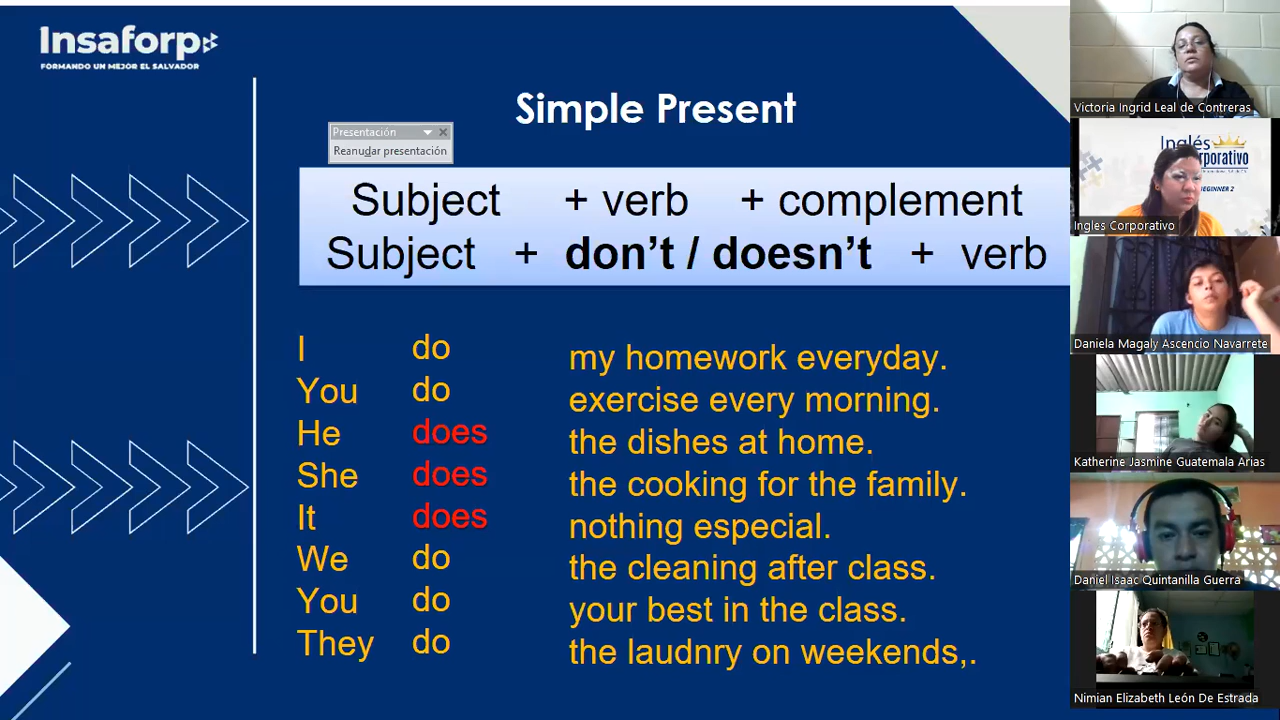 Insaforp
FORMANDO UN MEJOR EL SALVADOR
Simple Present
Presentación
Reanudar presentación
Subject + verb + complement
Subject + don't / doesn't + verb
I do my homework everyday.
You do exercise every morning.
He does the dishes at home.
She does the cooking for the family.
It does nothing especial.
We do the cleaning after class.
You do your best in the class.
They do the laudnry on weekends,.
Victoria Ingrid Leal de Contreras
Inglés
BEGINNER 2
Ingles Corporativo
Daniela Magaly Ascencio Navarrete
Katherine Jasmine Guatemala Arias
Daniel Isaac Quintanilla Guerra
Nimian Elizabeth León De Estrada